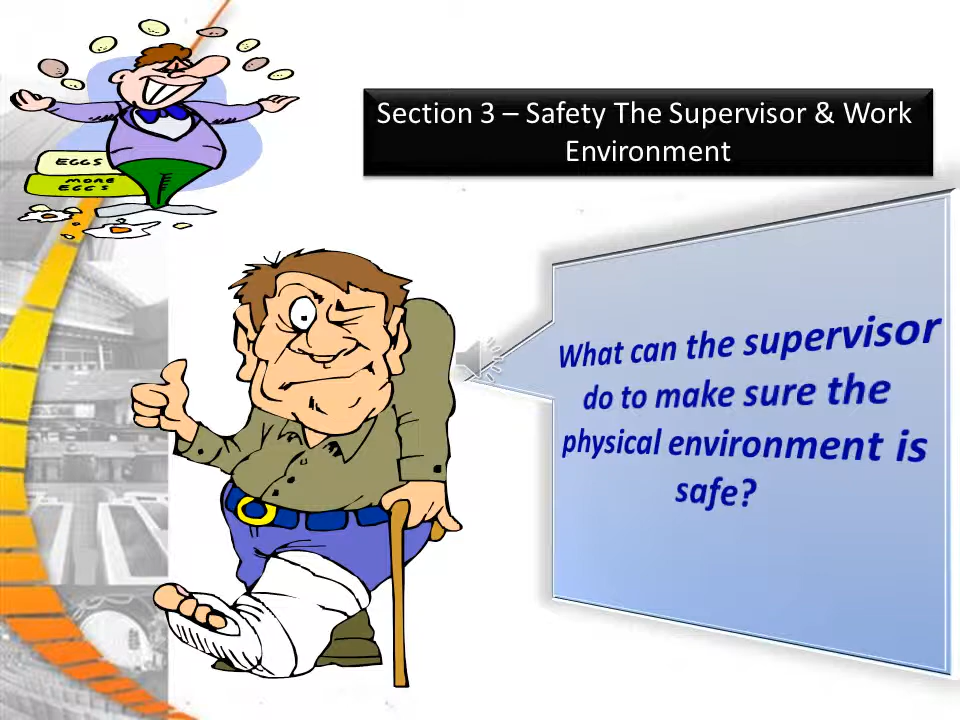 Section 3 – Safety The Supervisor & Work
Environment
EGGS
MORE
EGGS
What can the supervisor
do to make sure the
physical environment is
safe?